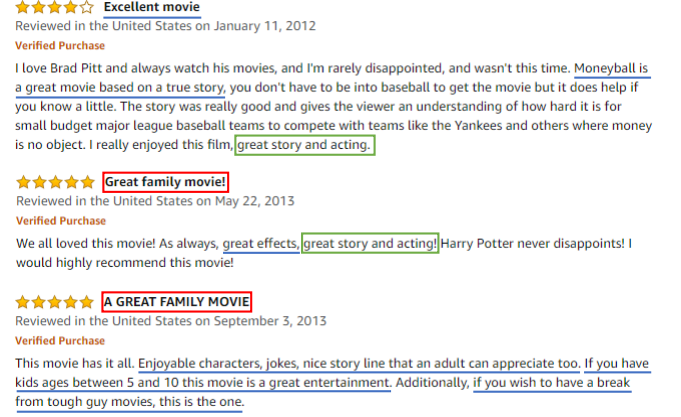 Excellent movie
Reviewed in the United States on January 11, 2012
Verified Purchase
I love Brad Pitt and always watch his movies, and I'm rarely disappointed, and wasn't this time. Moneyball is
a great movie based on a true story, you don't have to be into baseball to get the movie but it does help if
you know a little. The story was really good and gives the viewer an understanding of how hard it is for
small budget major league baseball teams to compete with teams like the Yankees and others where money
is no object. I really enjoyed this film, great story and acting.
Great family movie!
Reviewed in the United States on May 22, 2013
Verified Purchase
We all loved this movie! As always, great effects, great story and acting! Harry Potter never disappoints! I
would highly recommend this movie!
A GREAT FAMILY MOVIE
Reviewed in the United States on September 3, 2013
Verified Purchase
This movie has it all. Enjoyable characters, jokes, nice story line that an adult can appreciate too. If you have
kids ages between 5 and 10 this movie is a great entertainment. Additionally, if you wish to have a break
from tough guy movies, this is the one.